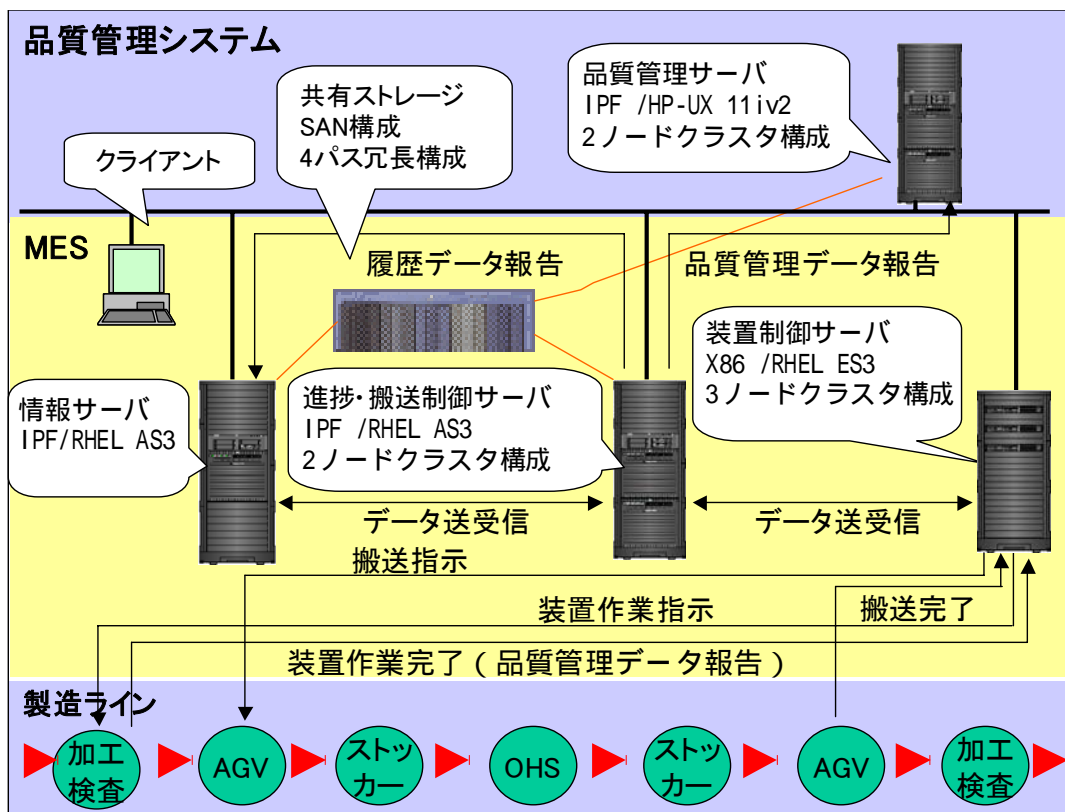 品質管理システム
品質管理サーバ
IPF /HP-UX 11iv2
2ノードクラスタ構成
共有ストレージ
SAN構成
4パス冗長構成
クライアント
MES
履歴データ報告
品質管理データ報告
装置制御サーバ
X86 /RHEL ES3
3ノードクラスタ構成
情報サーバ
IPF/RHEL AS3
進捗・搬送制御サーバ
IPF /RHEL AS3
2ノードクラスタ構成
データ送受信
データ送受信
搬送指示
装置作業指示
搬送完了
装置作業完了(品質管理データ報告)
製造ライン
加工
検査
AGV
ストッ
カー
OHS
ストッ
カー
AGV
加工
検査